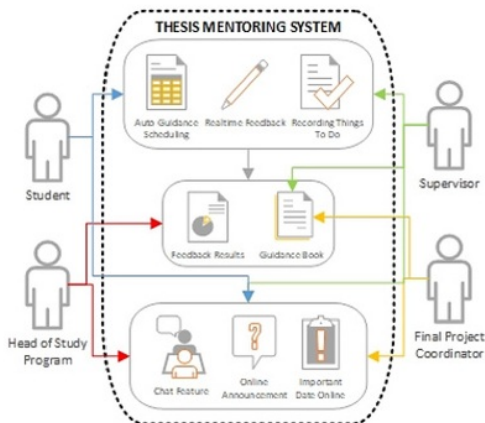 THESIS MENTORING SYSTEM
Auto Guidance
Scheduling
Realtime Feedback
Recording Things
To Do
Student
Supervisor
Feedback Results
Guidance Book
Head of Study
Program
Final Project
Coordinator
Chat Feature
Online
Announcement
Important
Date Online